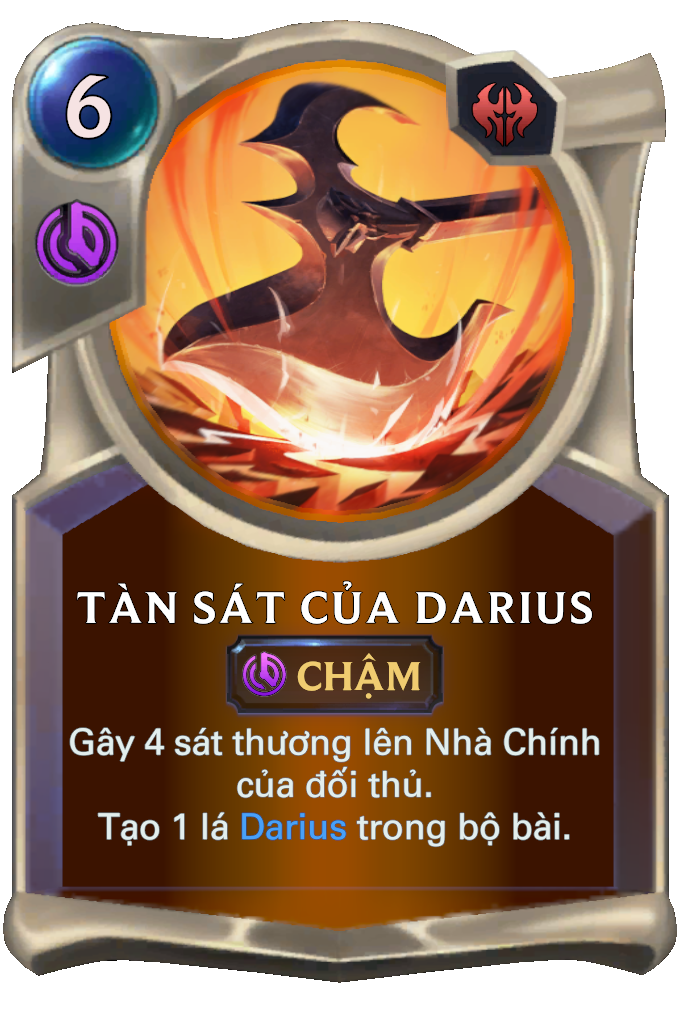 6
TÀN SÁT CỦA DARIUS
CHẬM
Gây 4 sát thương lên Nhà Chính
của đối thủ.
Tạo 1 lá Darius trong bộ bài.